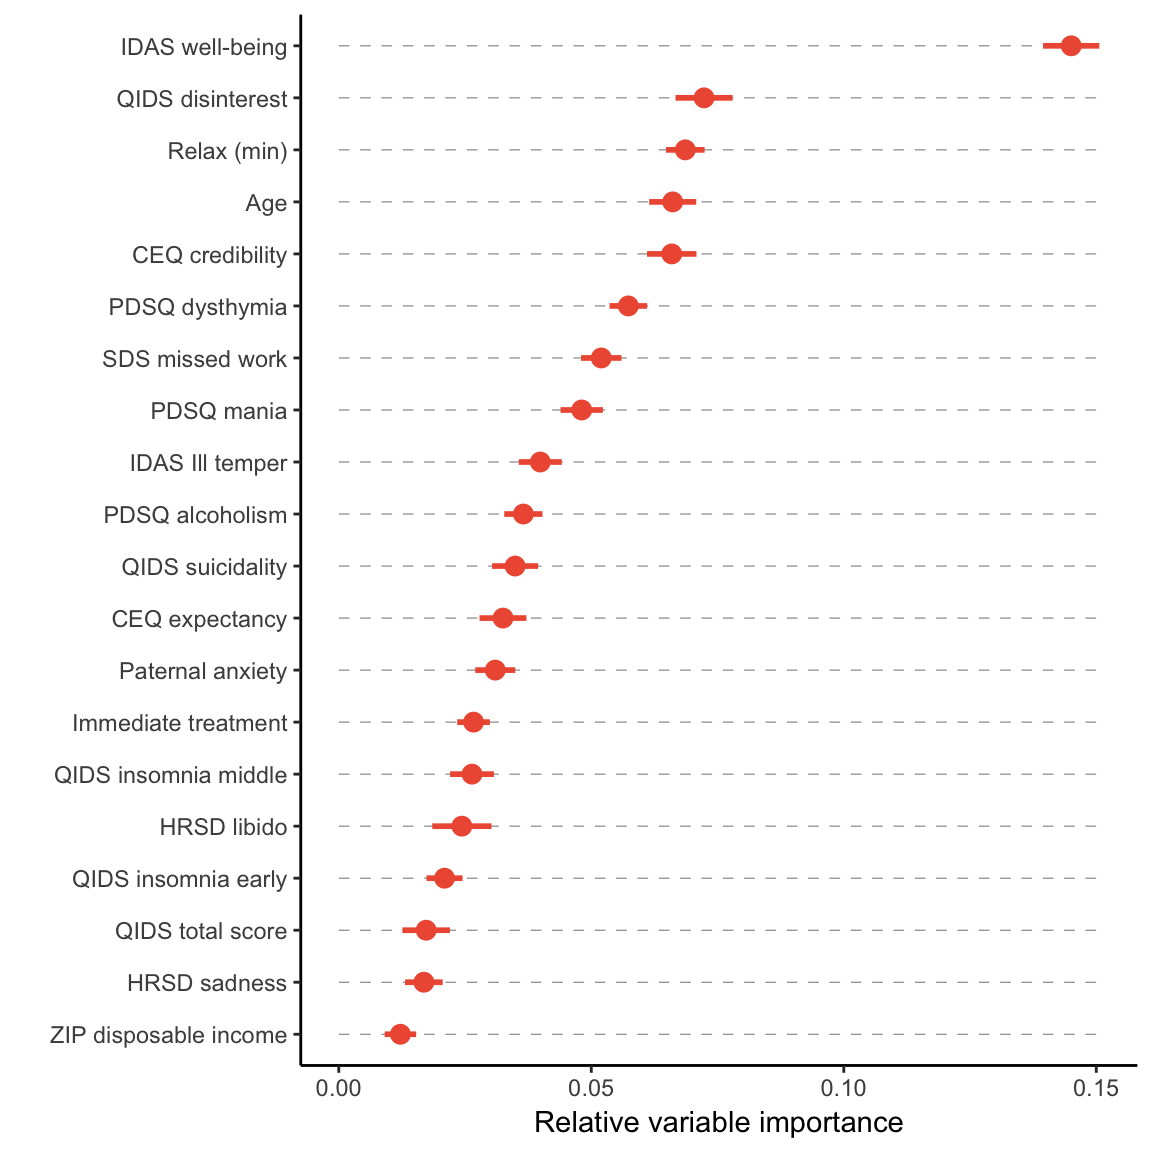 IDAS well-being
QIDS disinterest
Relax (min)
Age
CEQ credibility
PDSQ dysthymia
SDS missed work
PDSQ mania
IDAS Ill temper
PDSQ alcoholism
QIDS suicidality
CEQ expectancy
Paternal anxiety
Immediate treatment
QIDS insomnia middle
HRSD libido
QIDS insomnia early
QIDS total score
HRSD sadness
ZIP disposable income
0.00 0.05 0.10 0.15
Relative variable importance